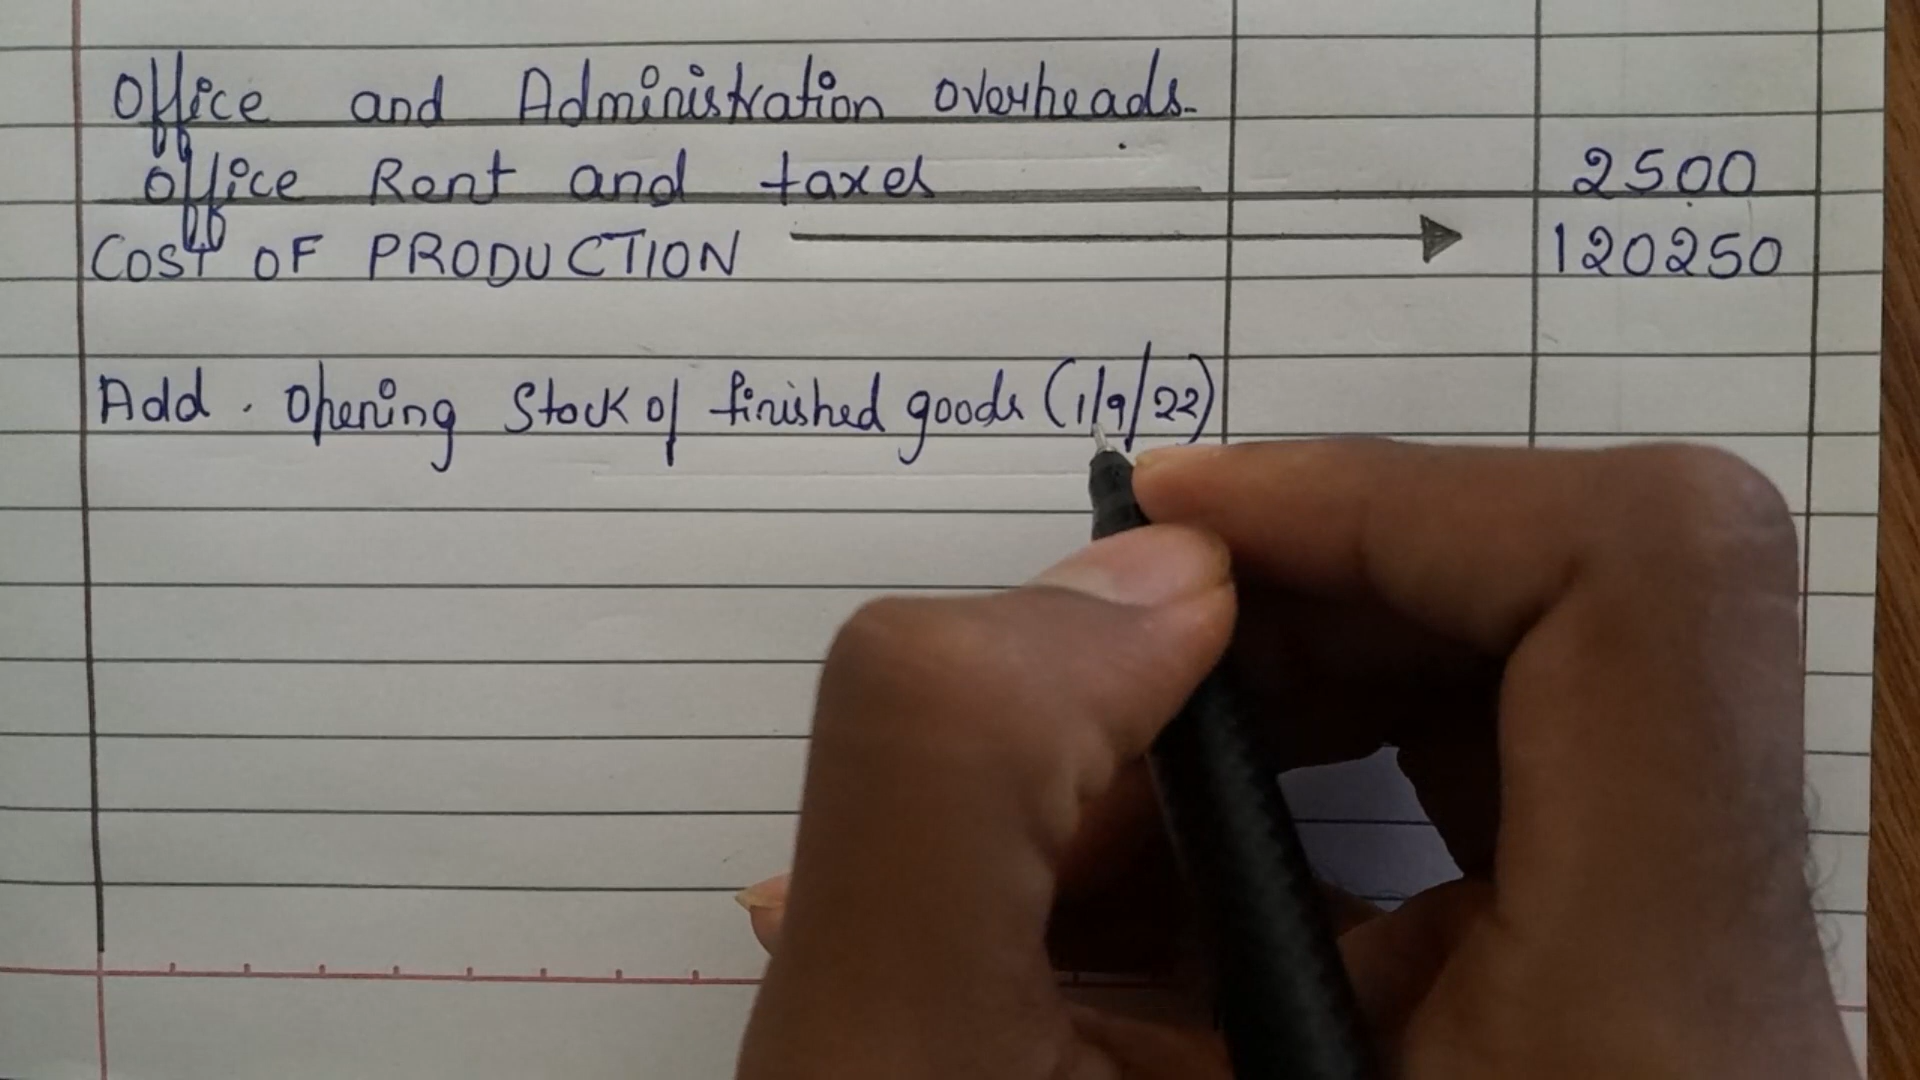 Office and Administration overheads.
Office Rent and taxes 2500
COST OF PRODUCTION 120250
Add. Opening Stock of finished goods (1/9/22)